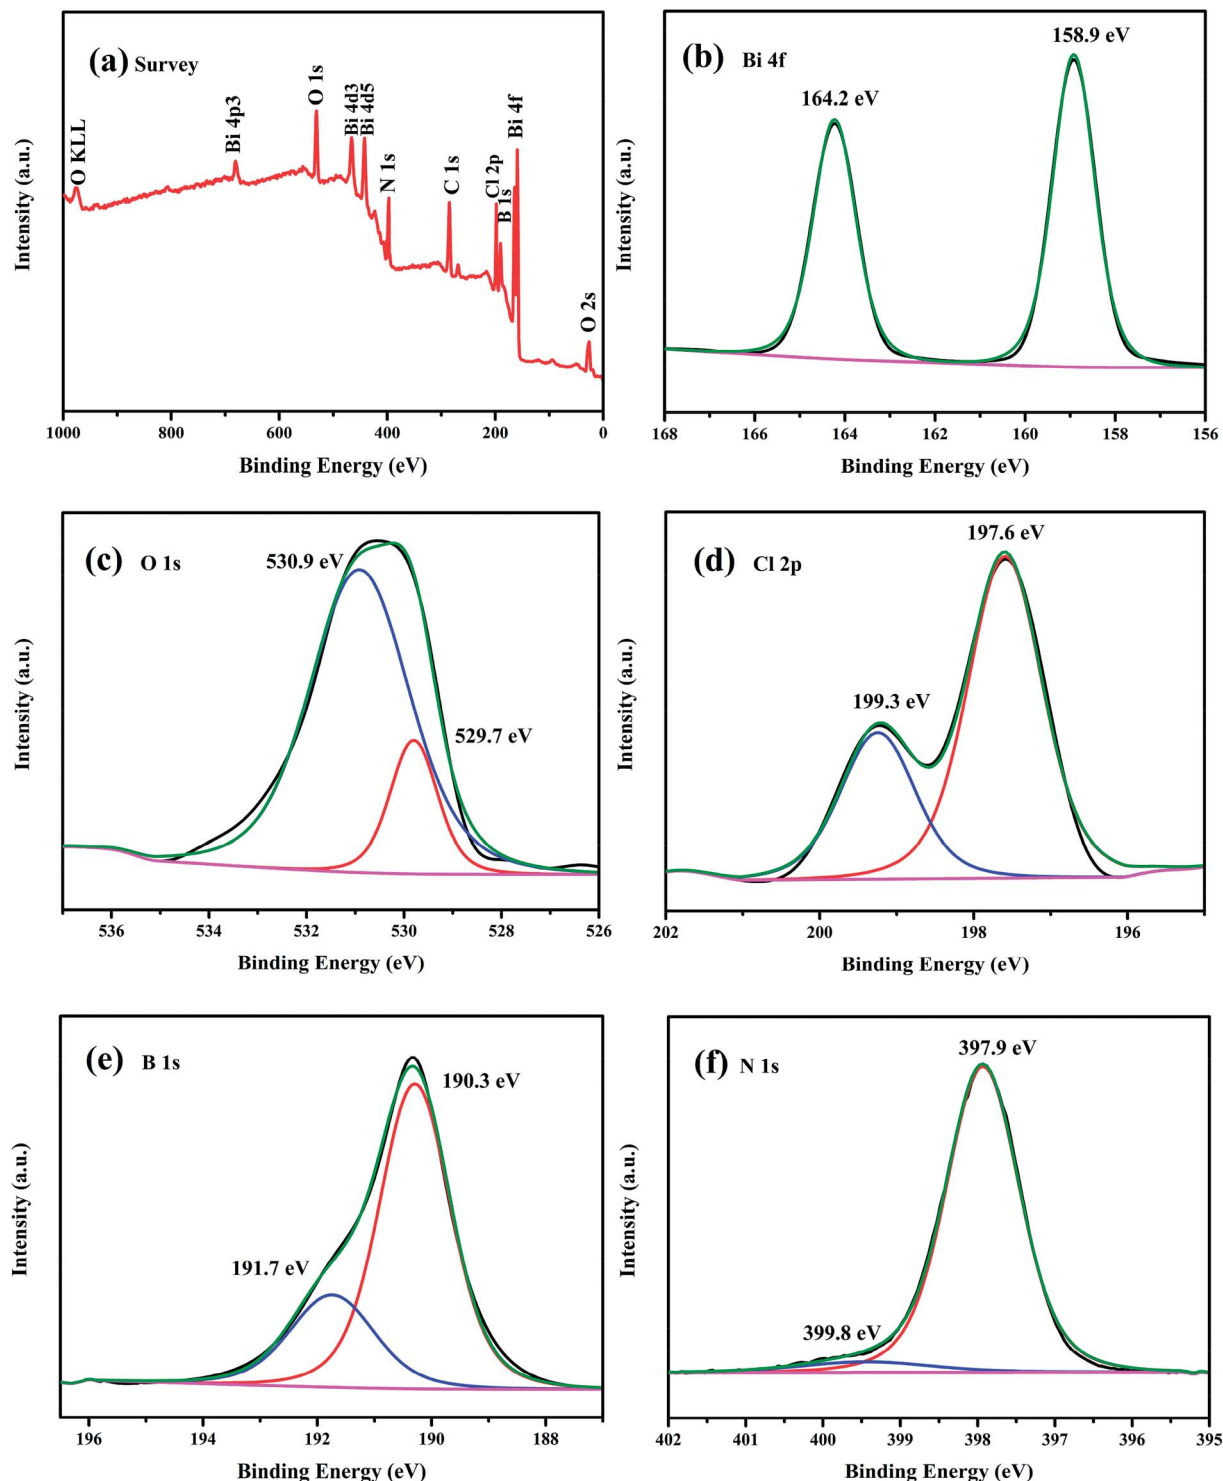 (a) Survey
O KLL
Bi 4p3
O 1s
Bi 4d3
Bi 4d5
N 1s
C 1s
Cl 2p
B 1s
Bi 4f
O 2s
Intensity (a.u.)
1000 800 600 400 200 0
Binding Energy (eV)
(b) Bi 4f
158.9 eV
164.2 eV
Intensity (a.u.)
168 166 164 162 160 158 156
Binding Energy (eV)
(c) O 1s
530.9 eV
529.7 eV
Intensity (a.u.)
536 534 532 530 528 526
Binding Energy (eV)
(d) Cl 2p
197.6 eV
199.3 eV
Intensity (a.u.)
202 200 198 196
Binding Energy (eV)
(e) B 1s
190.3 eV
191.7 eV
Intensity (a.u.)
196 194 192 190 188
Binding Energy (eV)
(f) N 1s
397.9 eV
399.8 eV
Intensity (a.u.)
402 401 400 399 398 397 396 395
Binding Energy (eV)